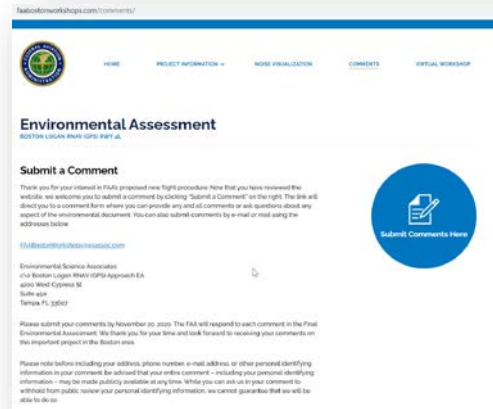 faabostonworkshops.com/comments/
HOME
PROJECT INFORMATION
NOISE VISUALIZATION
COMMENTS
VIRTUAL WORKSHOP
Environmental Assessment
BOSTON LOGAN RNAV (GPS) RWY 4L
Submit a Comment
Thank you for your interest in FAA's proposed new flight procedure. Now that you have reviewed the
website, we welcome you to submit a comment by clicking "Submit a Comment" on the right. The link will
direct you to a comment form where you can provide any and all comments or ask questions about any
aspect of the environmental document. You can also submit comments by e-mail or mail using the
addresses below.
Submit Comments Here
Environmental Science Associates
c/o Boston Logan RNAV (GPS) Approach EA
4200 West Cypress St
Suite 450
Tampa, FL 33607
Please submit your comments by November 20, 2020. The FAA will respond to each comment in the Final
Environmental Assessment. We thank you for your time and look forward to receiving your comments on
this important project in the Boston area.
Please note before including your address, phone number, e-mail address, or other personal identifying
information in your comment be advised that your entire comment – including your personal identifying
information – may be made publicly available at any time. While you can ask us in your comment to
withhold from public review your personal identifying information, we cannot guarantee that we will be
able to do so.